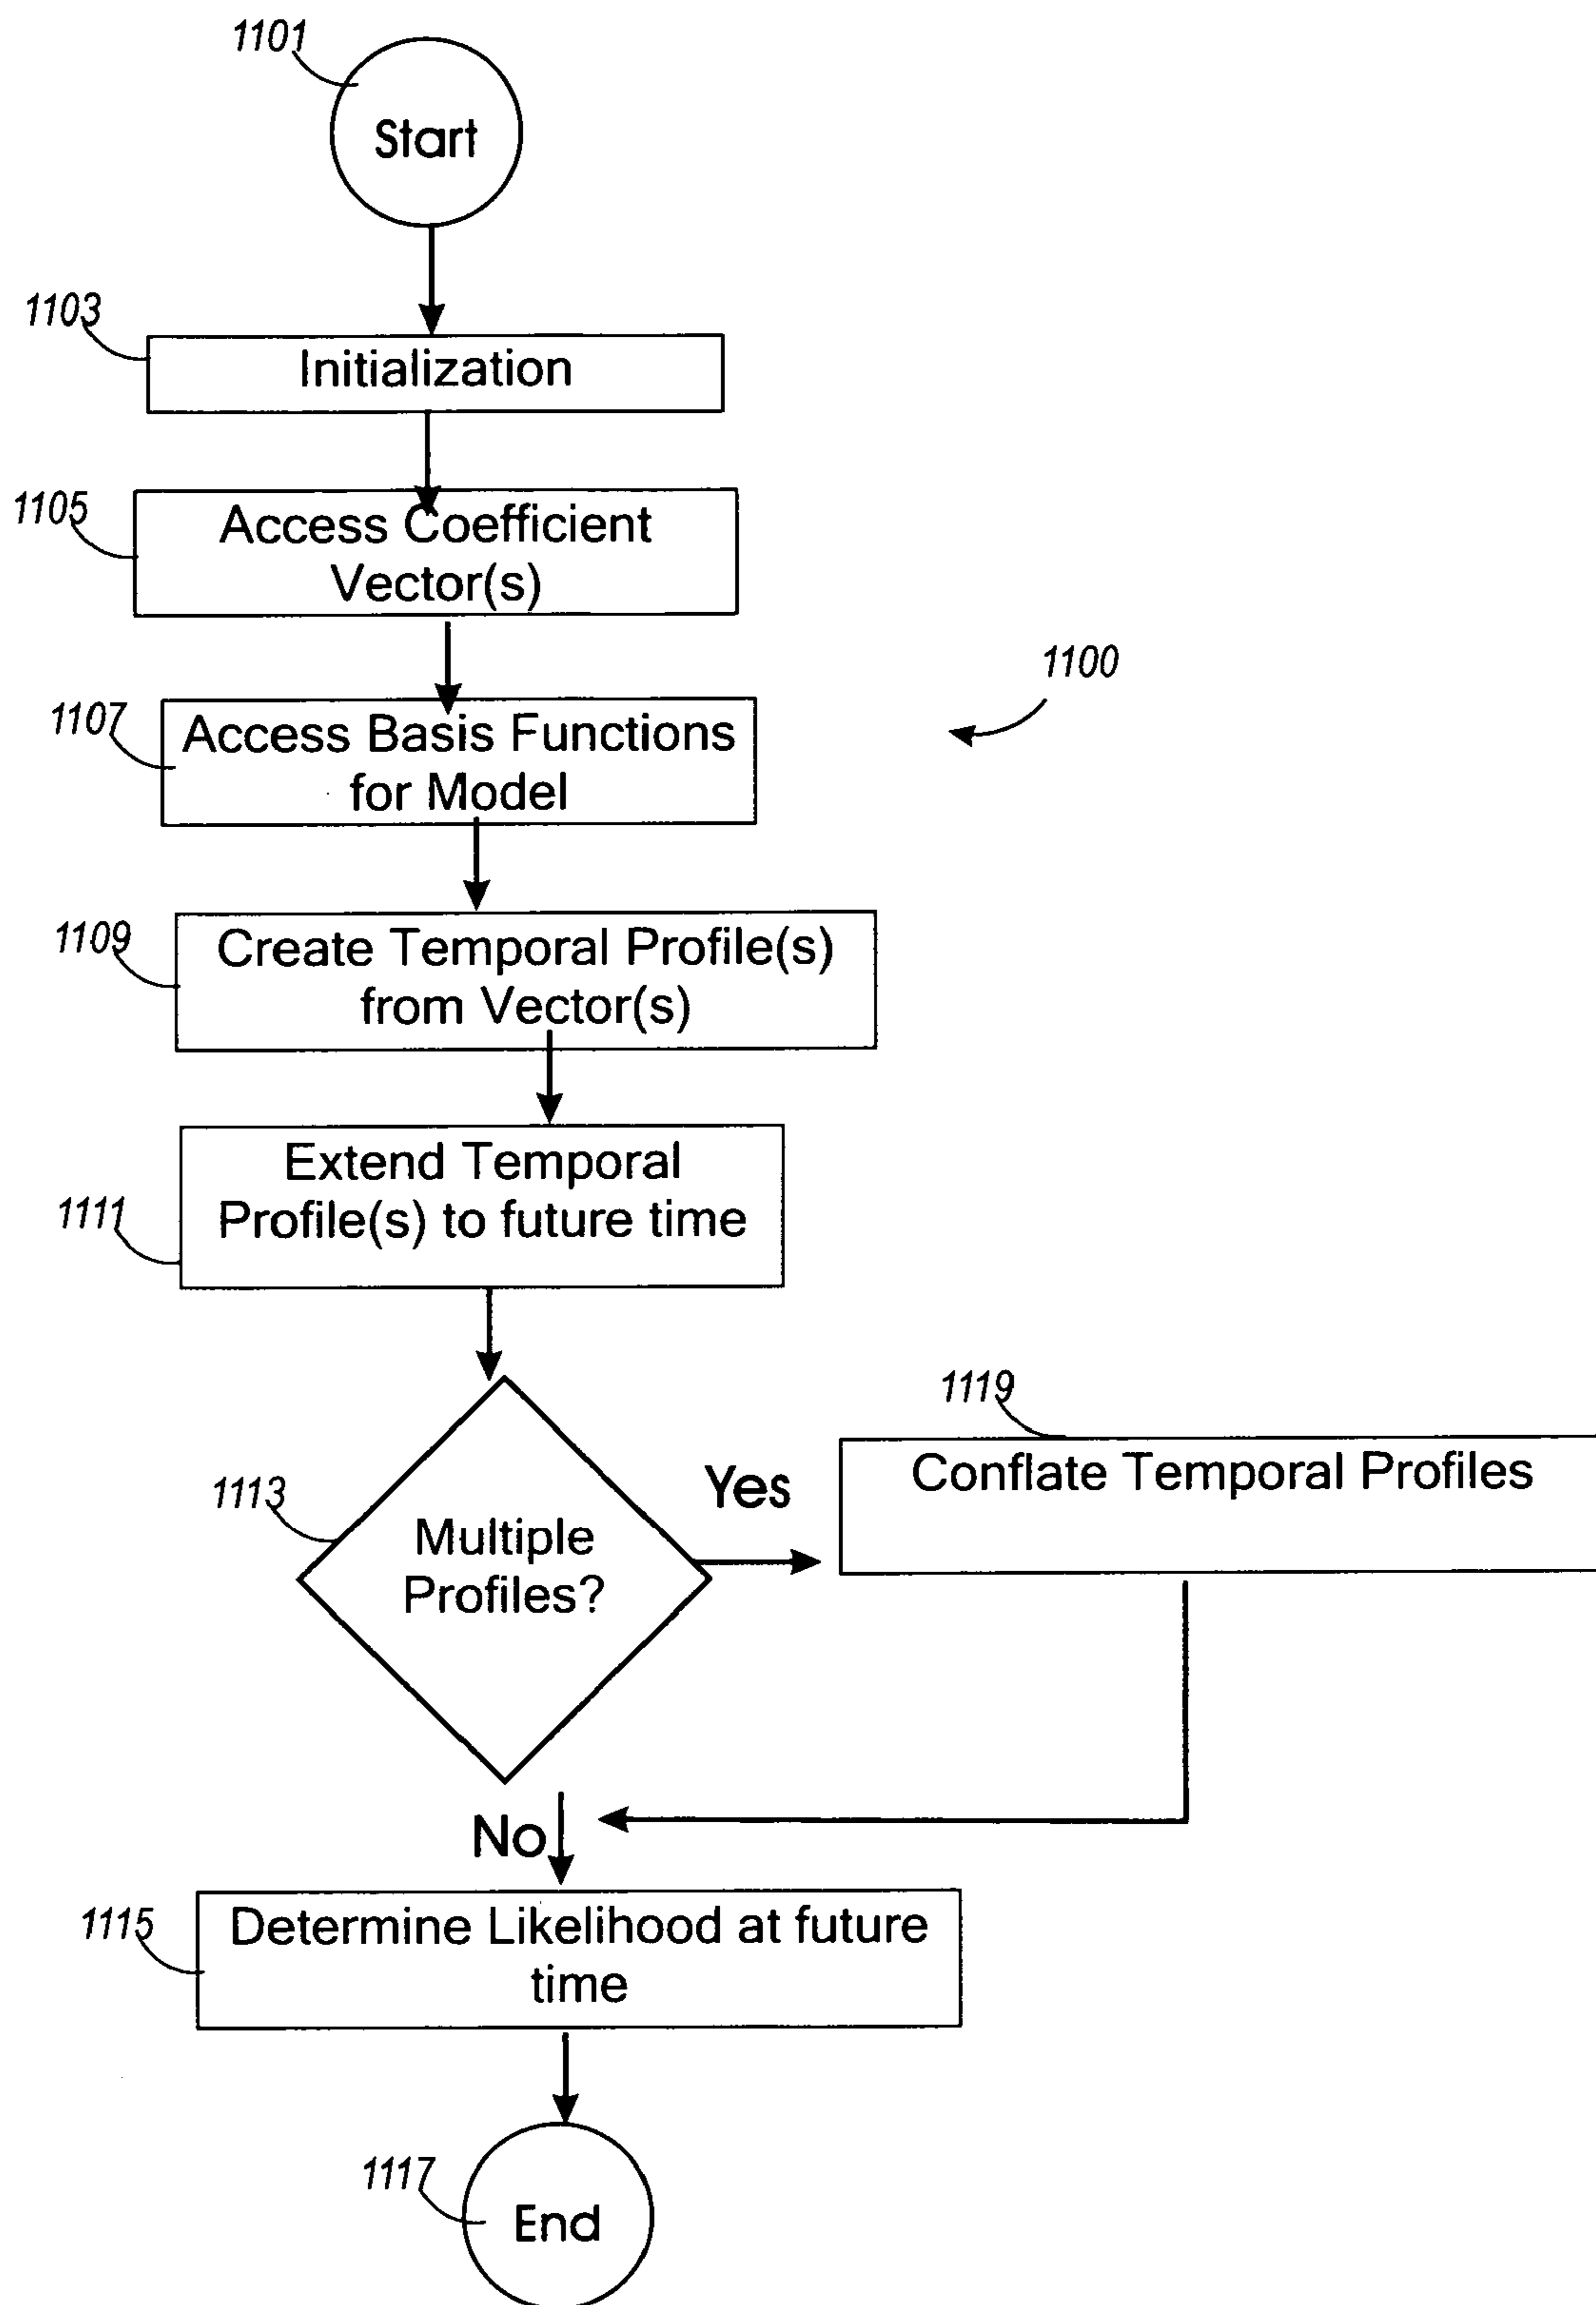 1101
Start
1103
Initialization
1105
Access Coefficient
Vector(s)
1100
1107
Access Basis Functions
for Model
1109
Create Temporal Profile(s)
from Vector(s)
Extend Temporal
Profile(s) to future time
1111
1119
Conflate Temporal Profiles
Yes
1113
Multiple
Profiles?
No
1115
Determine Likelihood at future
time
1117
End